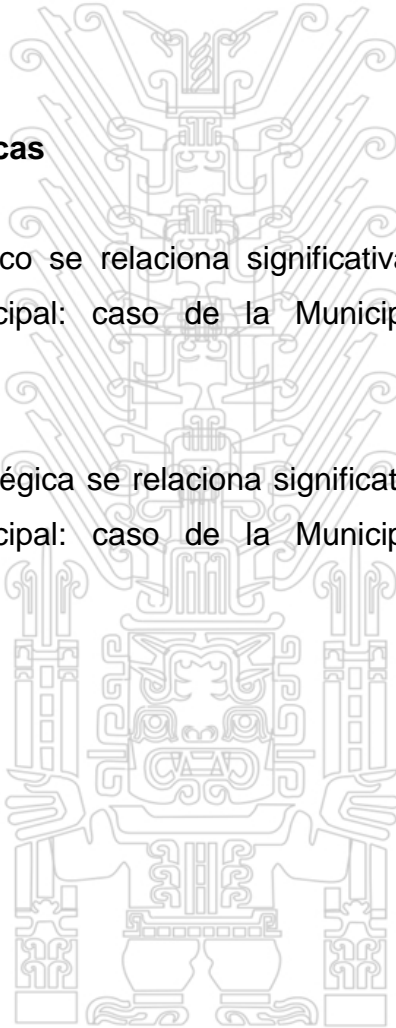 cas
co se relaciona significativa
cipal: caso de la Municip
égica se relaciona significat
cipal: caso de la Municip